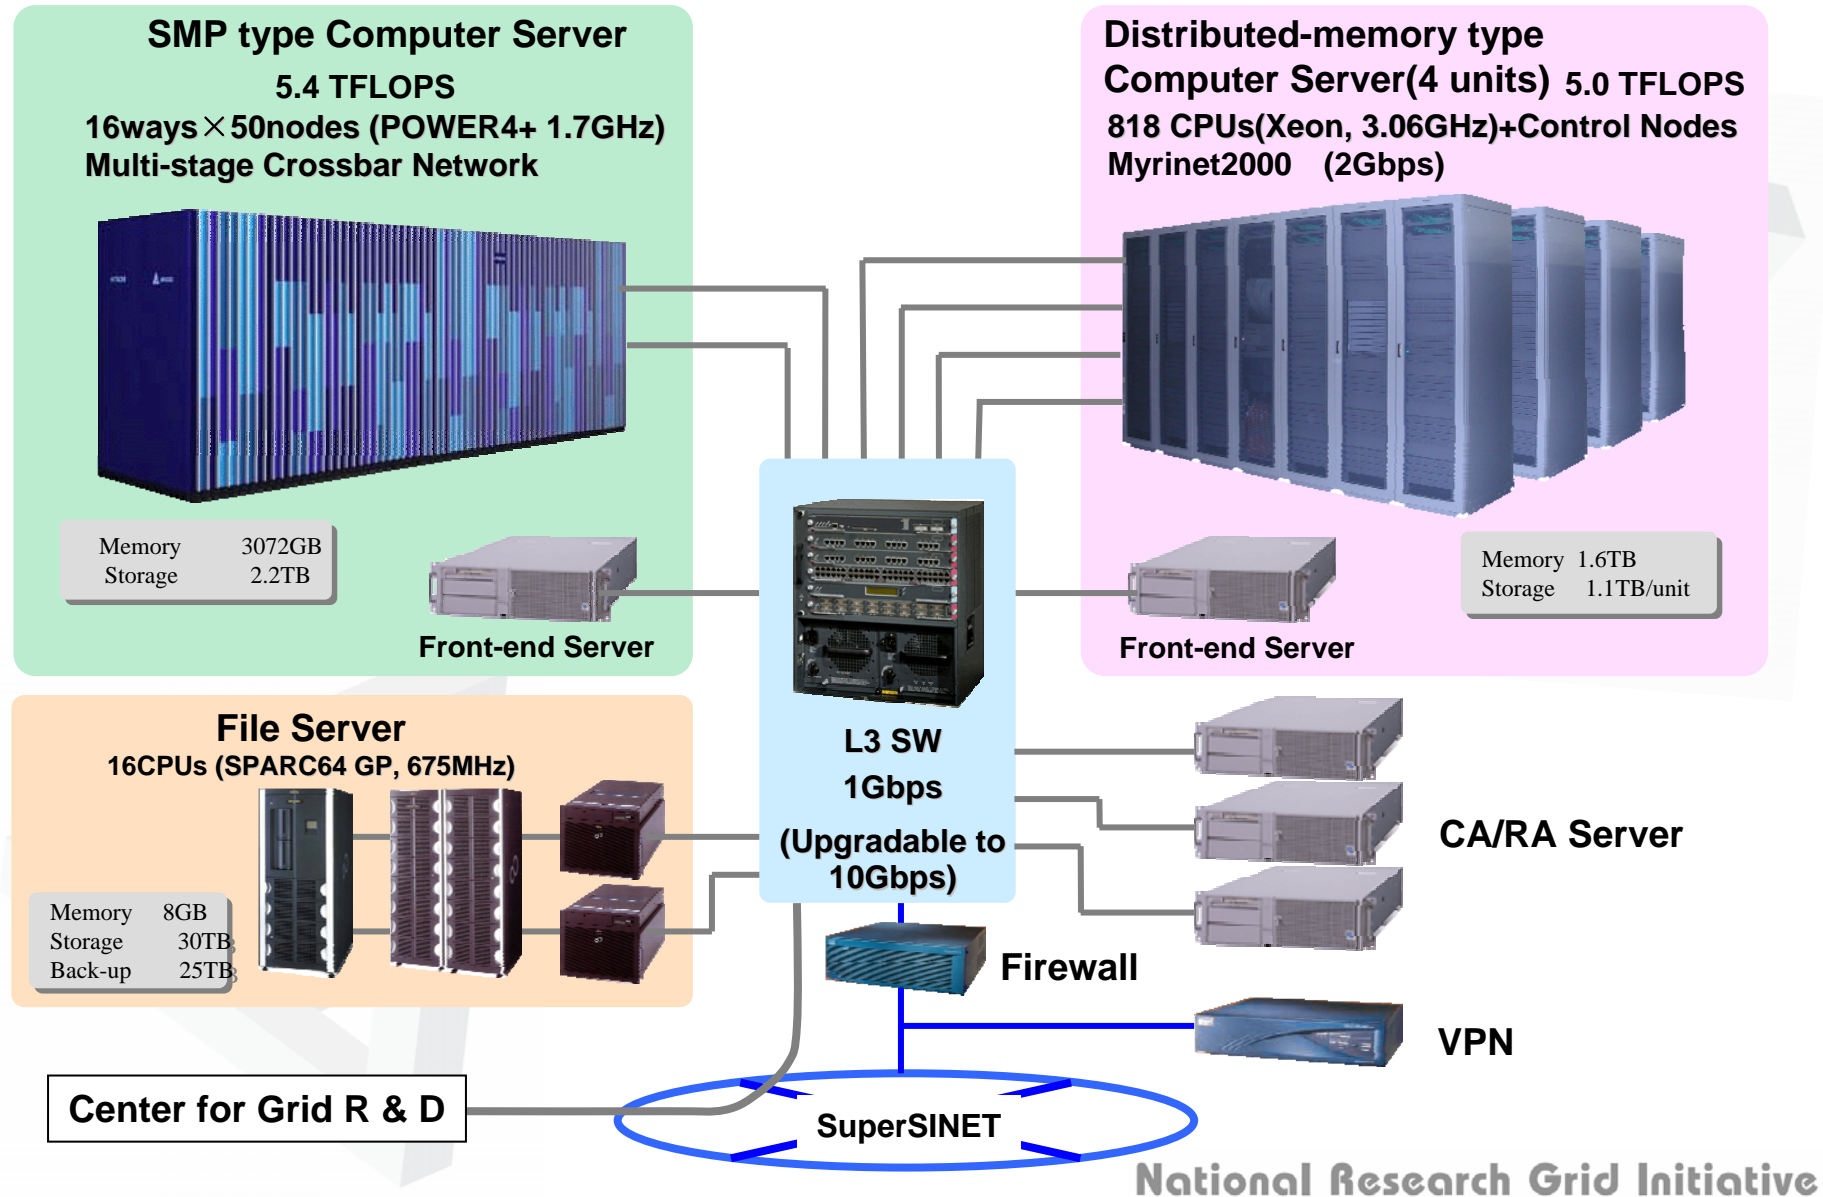 SMP type Computer Server
5.4 TFLOPS
16ways×50nodes (POWER4+ 1.7GHz)
Multi-stage Crossbar Network
Memory 3072GB
Storage 2.2TB
Front-end Server
Distributed-memory type
Computer Server(4 units) 5.0 TFLOPS
818 CPUs(Xeon, 3.06GHz)+Control Nodes
Myrinet2000 (2Gbps)
Memory 1.6TB
Storage 1.1TB/unit
Front-end Server
File Server
16CPUs (SPARC64 GP, 675MHz)
Memory 8GB
Storage 30TB
Back-up 25TB
L3 SW
1Gbps
(Upgradable to
10Gbps)
CA/RA Server
Firewall
VPN
Center for Grid R & D
SuperSINET
National Research Grid Initiative